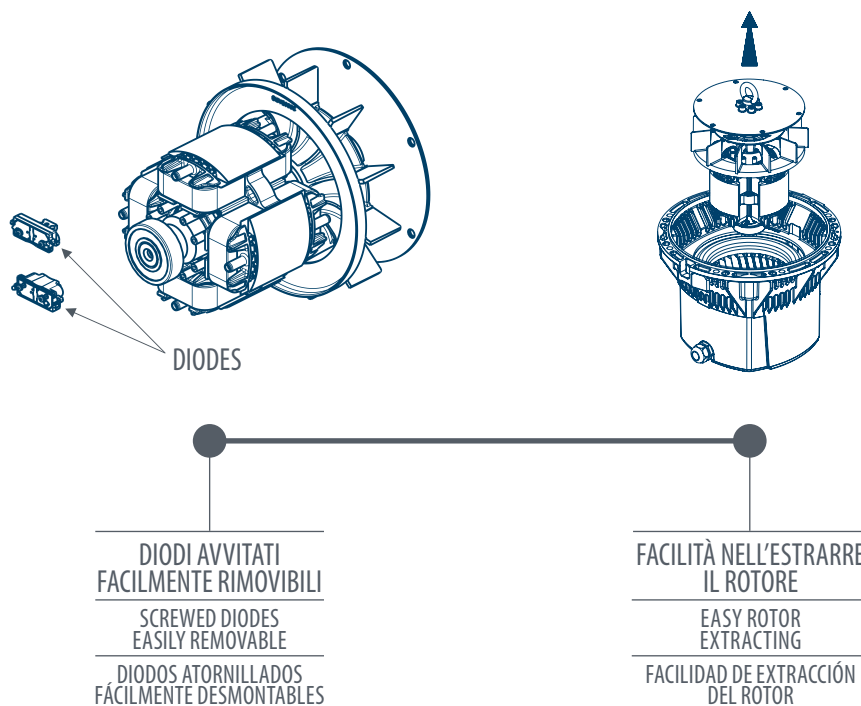 DIODES
DIODI AVVITATI
FACILMENTE RIMOVIBILI
SCREWED DIODES
EASILY REMOVABLE
DIODOS ATORNILLADOS
FÁCILMENTE DESMONTABLES
FACILITÀ NELL'ESTRARRE
IL ROTORE
EASY ROTOR
EXTRACTING
FACILIDAD DE EXTRACCIÓN
DEL ROTOR